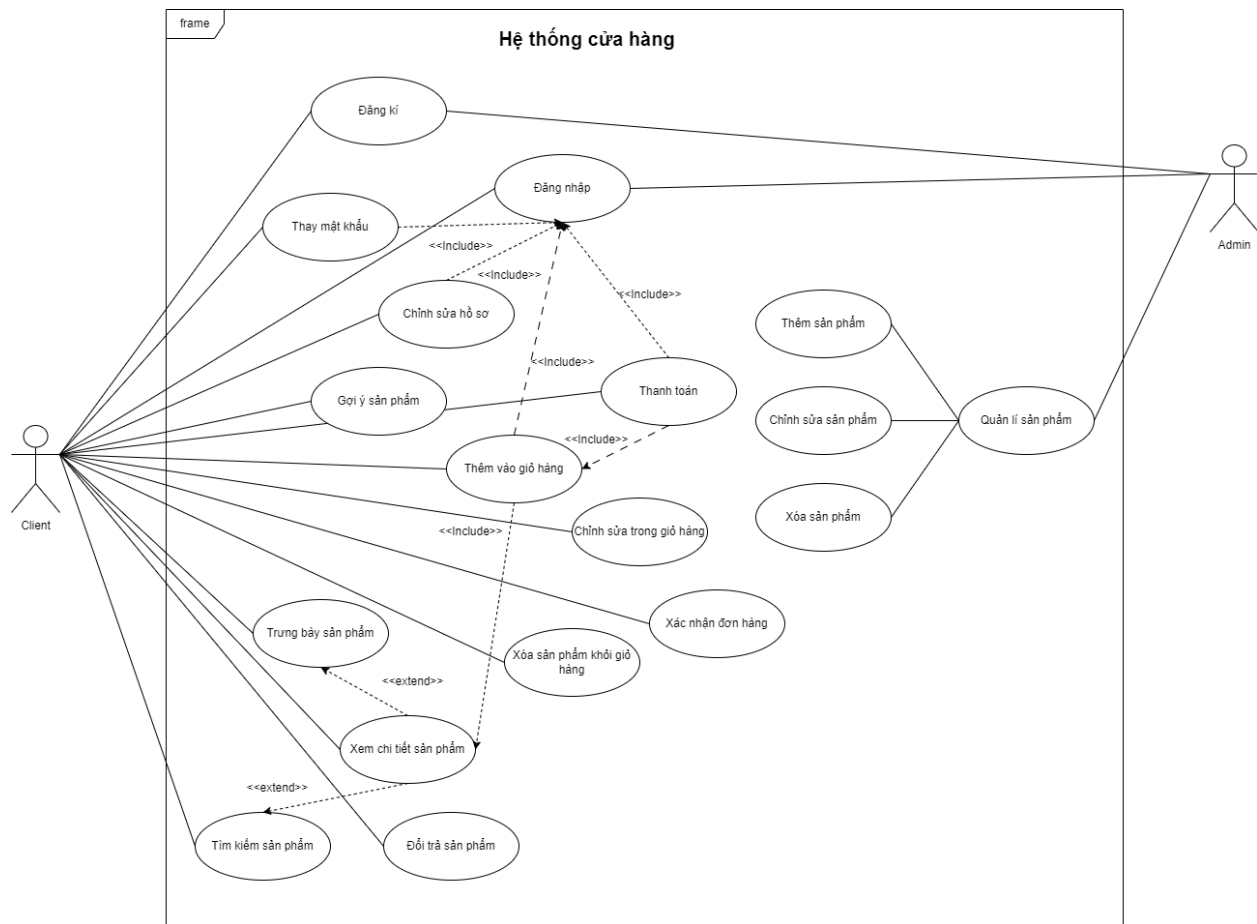 frame
Hệ thống cửa hàng
Đăng kí
Đăng nhập
Thay mật khẩu
<<Include>>
<<Include>>
Admin
<<Include>>
Chỉnh sửa hồ sơ
Thêm sản phẩm
<<Include>>
Thanh toán
Gợi ý sản phẩm
Chỉnh sửa sản phẩm
Quản lí sản phẩm
<<Include>>
Thêm vào giỏ hàng
Client
Xóa sản phẩm
<<Include>>
Chỉnh sửa trong giỏ hàng
Xác nhận đơn hàng
Trưng bày sản phẩm
Xóa sản phẩm khỏi giỏ
hàng
<<extend>>
Xem chi tiết sản phẩm
<<extend>>
Tìm kiếm sản phẩm
Đổi trả sản phẩm